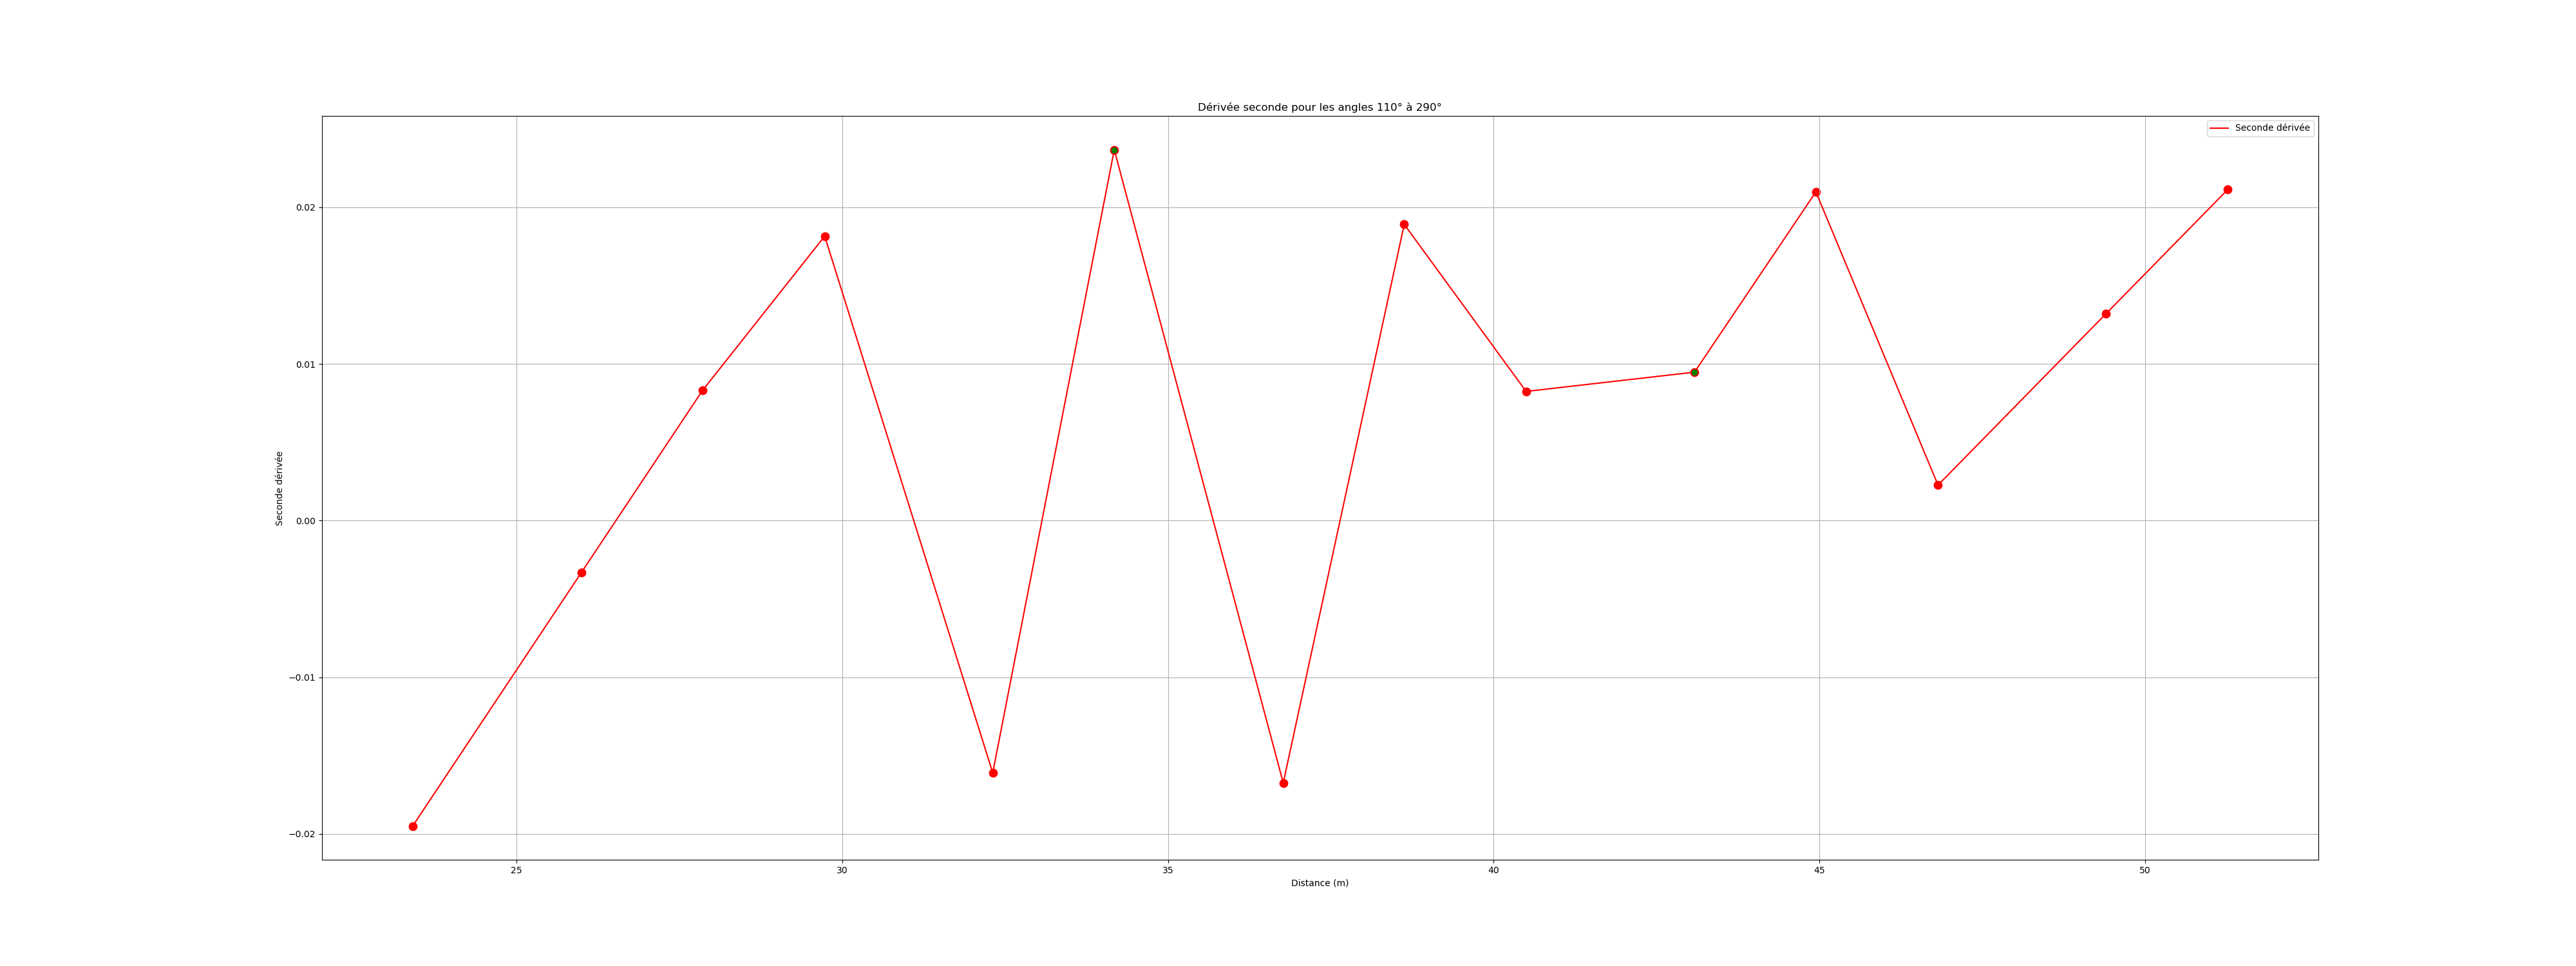 Dérivée seconde pour les angles 110° à 290°
Seconde dérivée
0.02
0.01
0.00
−0.01
−0.02
Seconde dérivée
25
30
35
40
45
50
Distance (m)